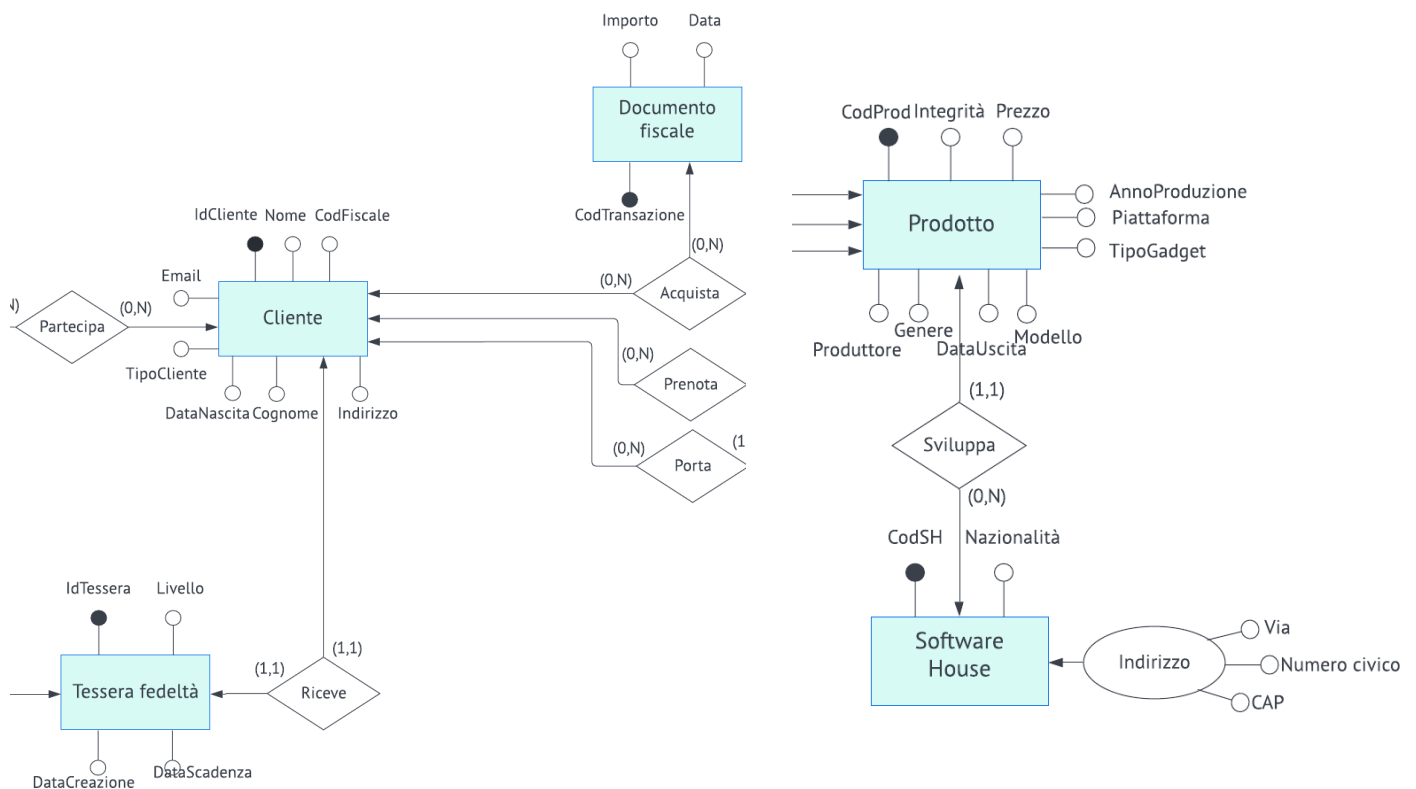 Importo Data
Documento
fiscale
CodTransazione
(0,N)
(0,N)
Acquista
IdCliente Nome CodFiscale
Email
Cliente
N)
Partecipa
(0,N)
TipoCliente
DataNascita Cognome Indirizzo
(0,N)
Prenota
(0,N)
Porta
(1
IdTessera Livello
Tessera fedeltà
(1,1)
(1,1)
Riceve
DataCreazione DataScadenza
CodProd Integrità Prezzo
Prodotto
AnnoProduzione
Piattaforma
TipoGadget
Produttore Genere DataUscita Modello
(1,1)
Sviluppa
(0,N)
CodSH Nazionalità
Software
House
Indirizzo
Via
Numero civico
CAP